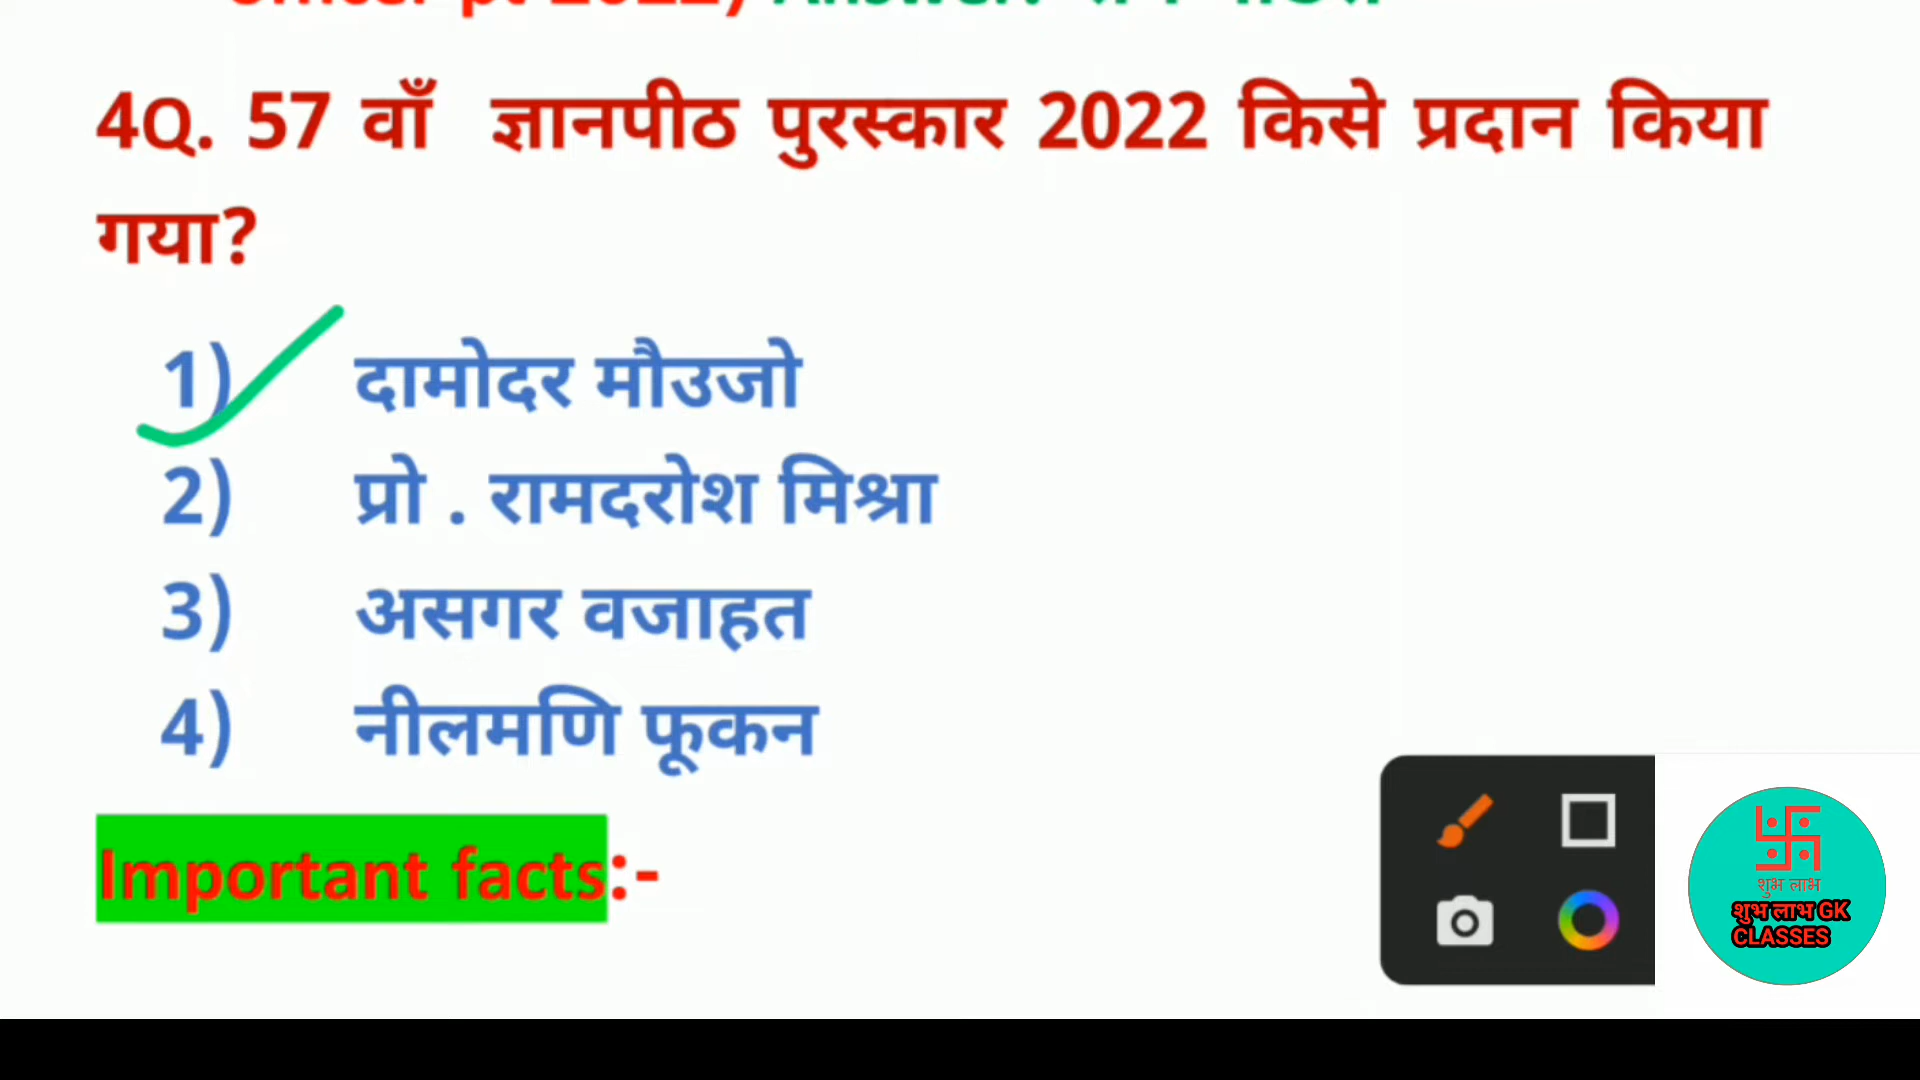 4Q. 57 वाँ ज्ञानपीठ पुरस्कार 2022 किसे प्रदान किया
गया?
1) दामोदर मौउजो
2) प्रो . रामदरोश मिश्रा
3) असगर वजाहत
4) नीलमणि फूकन
Important facts:-
शुभ लाभ
शुभ लाभ GK
CLASSES